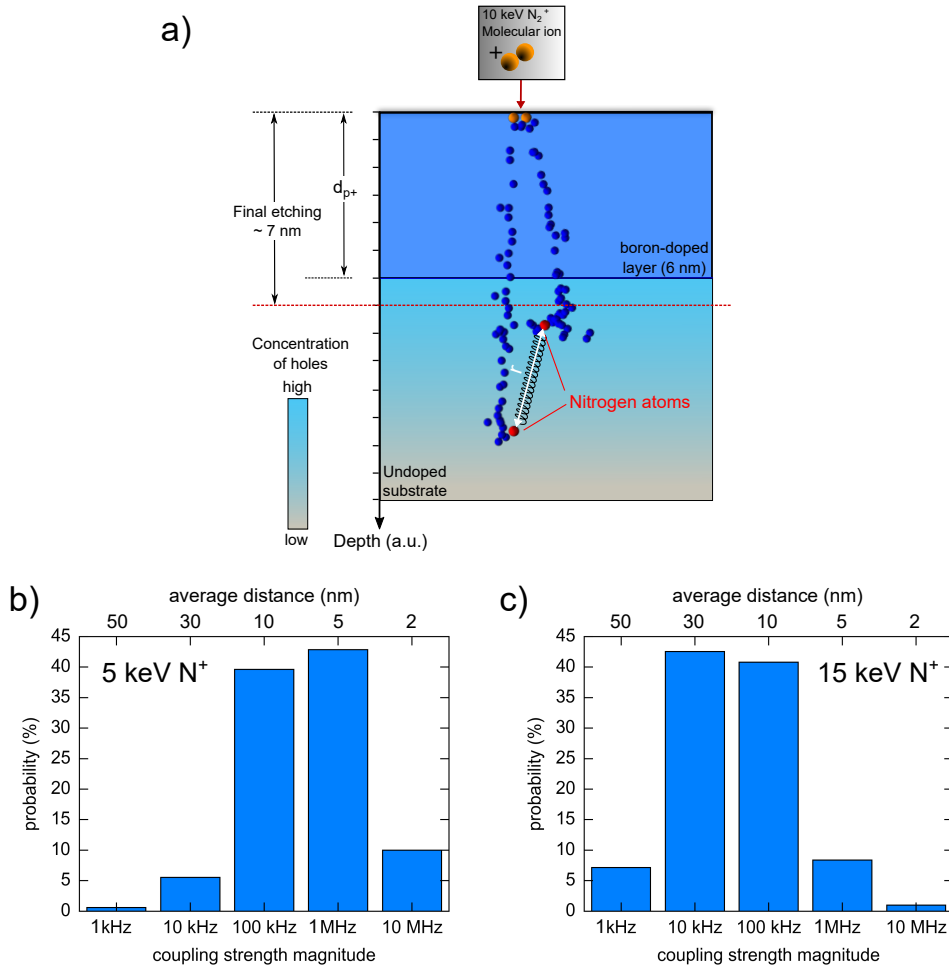 a)
10 keV N₂⁺
Molecular ion
+
Final etching
~ 7 nm
dp+
boron-doped
layer (6 nm)
Concentration
of holes
high
low
r
Nitrogen atoms
Undoped
substrate
Depth (a.u.)
b)
average distance (nm)
50 30 10 5 2
5 keV N⁺
probability (%)
45
40
35
30
25
20
15
10
5
0
1kHz 10 kHz 100 kHz 1MHz 10 MHz
coupling strength magnitude
c)
average distance (nm)
50 30 10 5 2
15 keV N⁺
probability (%)
45
40
35
30
25
20
15
10
5
0
1kHz 10 kHz 100 kHz 1MHz 10 MHz
coupling strength magnitude